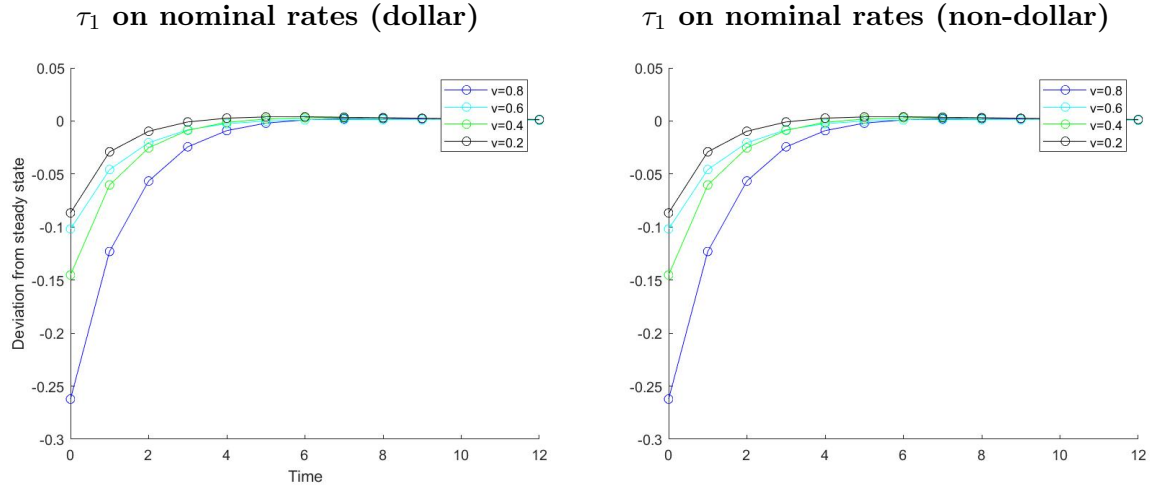 τ₁ on nominal rates (dollar)
τ₁ on nominal rates (non-dollar)
0.05
0
-0.05
-0.1
-0.15
-0.2
-0.25
-0.3
Deviation from steady state
0 2 4 6 8 10 12
Time
v=0.8
v=0.6
v=0.4
v=0.2
0.05
0
-0.05
-0.1
-0.15
-0.2
-0.25
-0.3
0 2 4 6 8 10 12
v=0.8
v=0.6
v=0.4
v=0.2